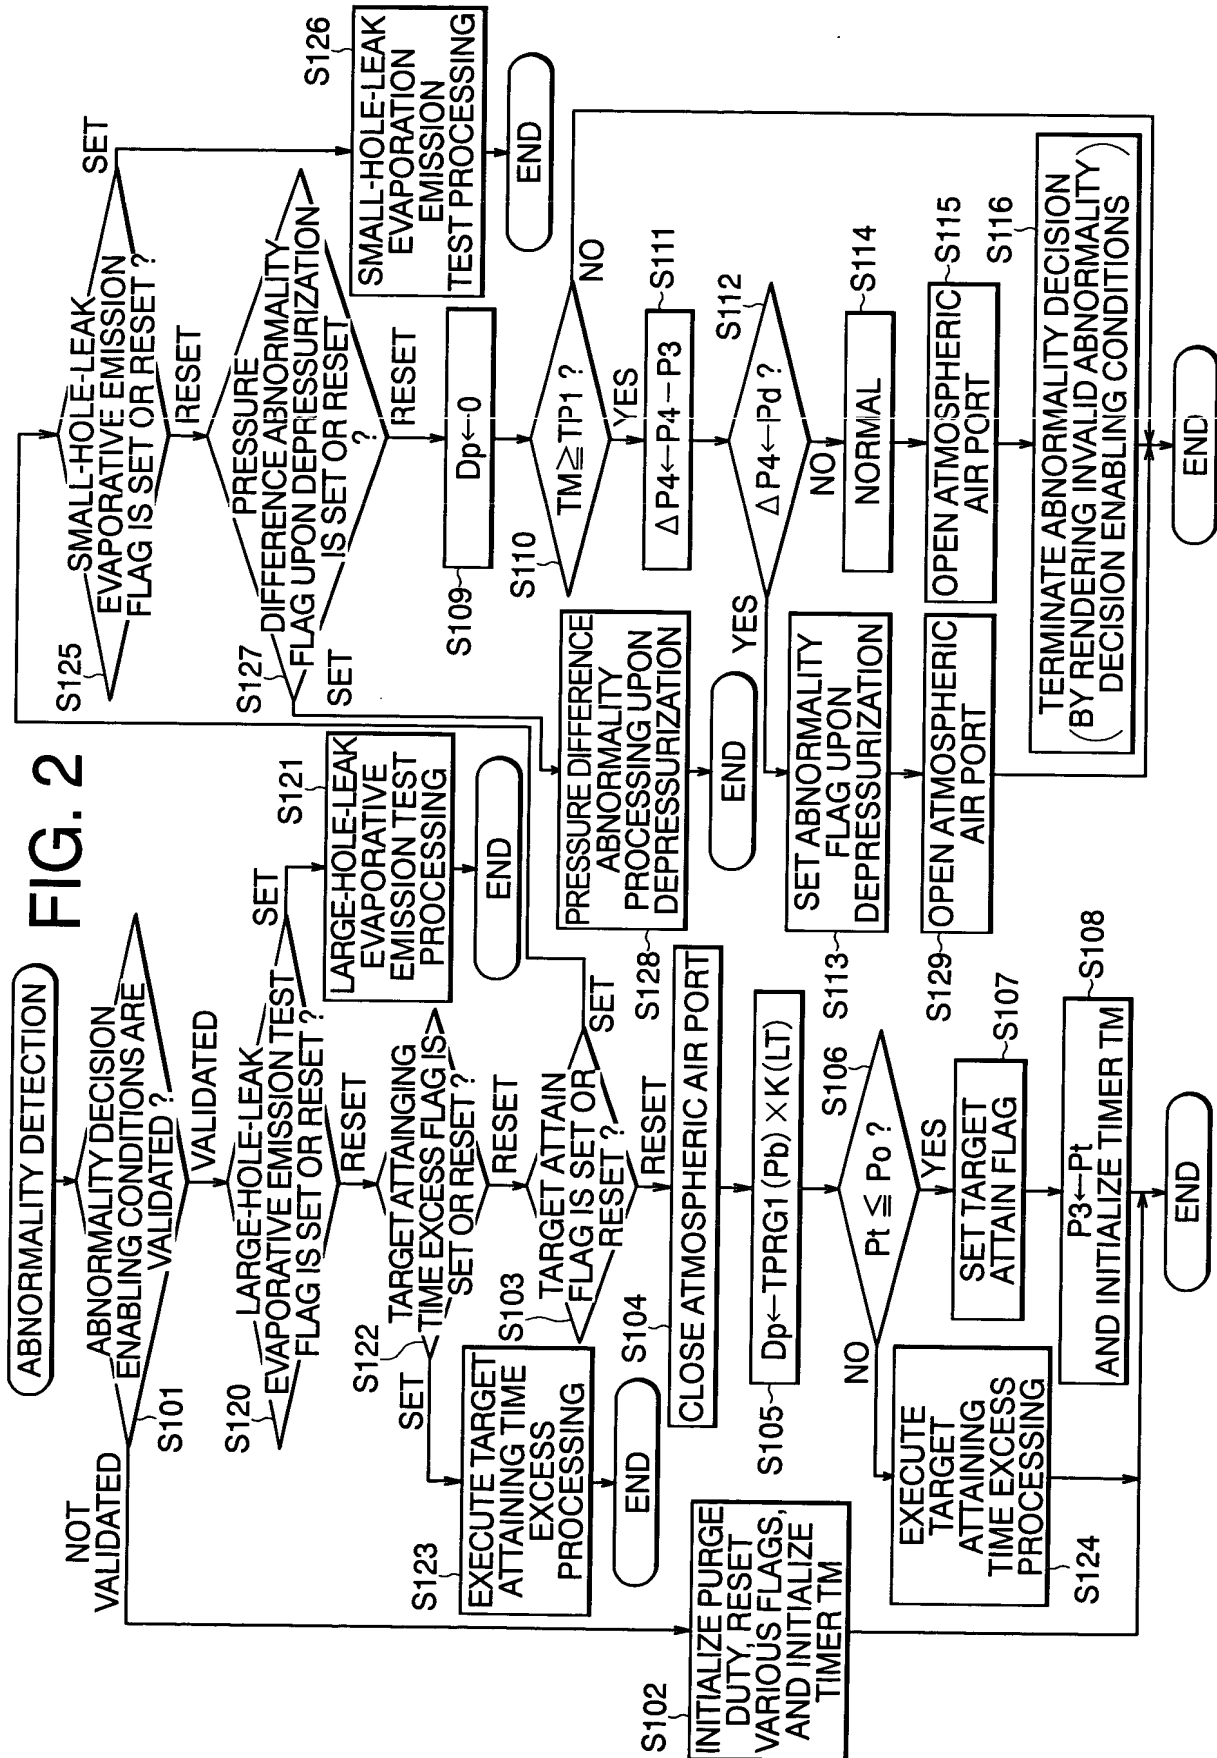 FIG. 2
ABNORMALITY DETECTION
ABNORMALITY DECISION
ENABLING CONDITIONS ARE
VALIDATED ?
S101
NOT
VALIDATED
VALIDATED
LARGE-HOLE-LEAK
EVAPORATIVE EMISSION TEST
FLAG IS SET OR RESET ?
S120
SET
RESET
S121
LARGE-HOLE-LEAK
EVAPORATIVE
EMISSION TEST
PROCESSING
END
TARGET ATTAINGING
TIME EXCESS FLAG IS
SET OR RESET ?
S122
SET
RESET
S123
EXECUTE TARGET
ATTAINING TIME
EXCESS
PROCESSING
END
TARGET ATTAIN
FLAG IS SET OR
RESET ?
S103
SET
RESET
S104
CLOSE ATMOSPHERIC AIR PORT
S105
Dp←TPRG1(Pb)×K(LT)
S106
Pt ≦ Po ?
NO
YES
S107
SET TARGET
ATTAIN FLAG
S108
P3←Pt
AND INITIALIZE TIMER TM
END
EXECUTE
TARGET
ATTAINING
TIME EXCESS
PROCESSING
S124
S102
INITIALIZE PURGE
DUTY, RESET
VARIOUS FLAGS,
AND INITIALIZE
TIMER TM
SMALL-HOLE-LEAK
EVAPORATIVE EMISSION
FLAG IS SET OR RESET ?
S125
SET
RESET
S126
SMALL-HOLE-LEAK
EVAPORATION
EMISSION
TEST PROCESSING
END
PRESSURE
DIFFERENCE ABNORMALITY
FLAG UPON DEPRESSURIZATION
IS SET OR RESET
?
S127
SET
RESET
S128
PRESSURE DIFFERENCE
ABNORMALITY
PROCESSING UPON
DEPRESSURIZATION
END
S109
Dp←0
S110
TM≧TP1 ?
NO
YES
S111
ΔP4←P4−P3
S112
ΔP4←Pd ?
YES
NO
S113
SET ABNORMALITY
FLAG UPON
DEPRESSURIZATION
S129
OPEN ATMOSPHERIC
AIR PORT
S114
NORMAL
S115
OPEN ATMOSPHERIC
AIR PORT
S116
TERMINATE ABNORMALITY DECISION
(BY RENDERING INVALID ABNORMALITY
DECISION ENABLING CONDITIONS)
END